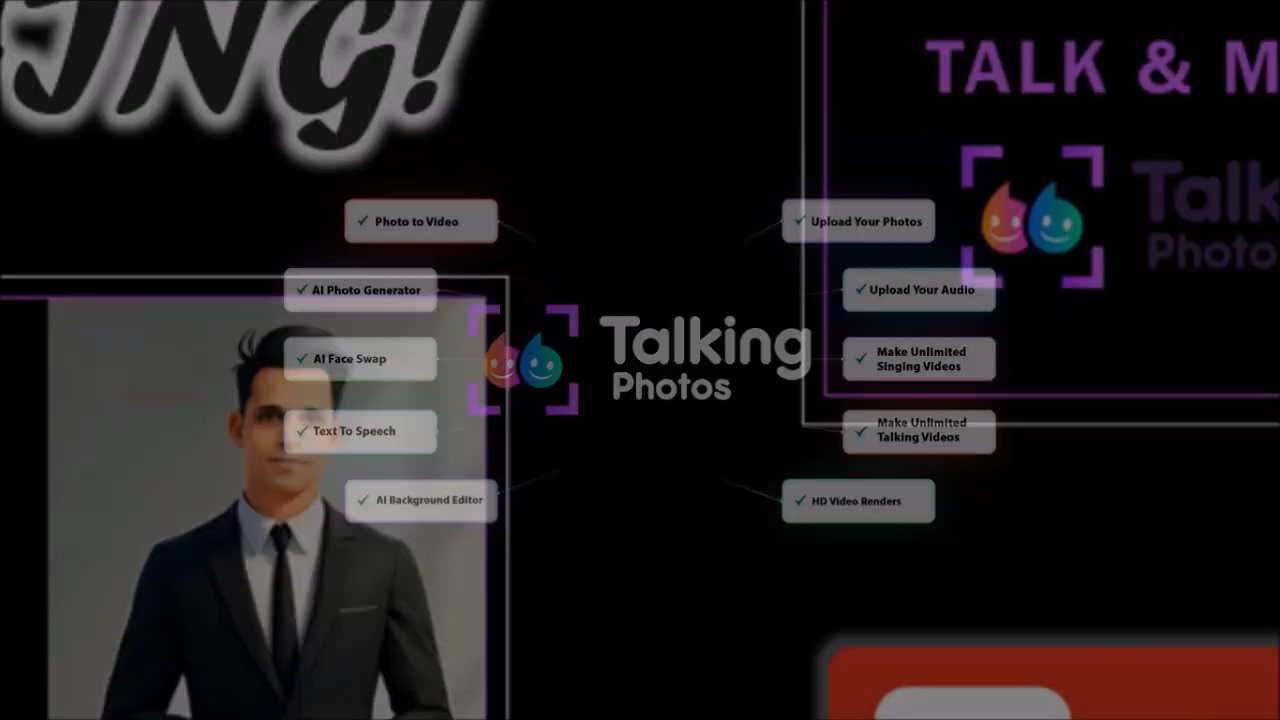 ING!
TALK & M
Talk
Photo
Photo to Video
Upload Your Photos
AI Photo Generator
Upload Your Audio
AI Face Swap
Talking
Photos
Make Unlimited
Singing Videos
Text To Speech
Make Unlimited
Talking Videos
AI Background Editor
HD Video Renders